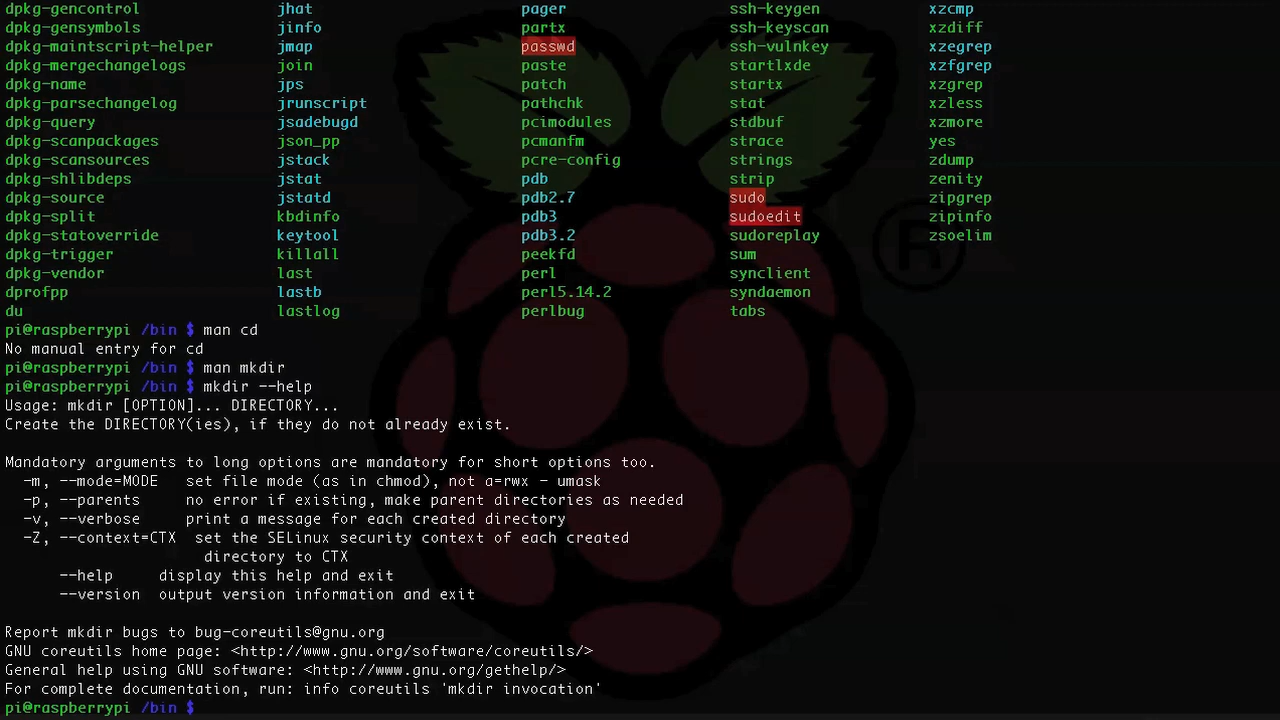 dpkg-gencontrol jhat pager ssh-keygen xzcmp
dpkg-gensymbols jinfo partx ssh-keyscan xzdiff
dpkg-maintscript-helper jmap passwd ssh-vulnkey xzegrep
dpkg-mergechangelogs join paste startlxde xzfgrep
dpkg-name jps patch startx xzgrep
dpkg-parsechangelog jrunscript pathchk stat xzless
dpkg-query jsadebugd pcimodules stdbuf xzmore
dpkg-scanpackages json_pp pcmanfm strace yes
dpkg-scansources jstack pcre-config strings zdump
dpkg-shlibdeps jstat pdb strip zenity
dpkg-source jstatd pdb2.7 sudo zipgrep
dpkg-split kbdinfo pdb3 sudoedit zipinfo
dpkg-statoverride keytool pdb3.2 sudoreplay zsoelim
dpkg-trigger killall peekfd sum
dpkg-vendor last perl synclient
dprofpp lastb perl5.14.2 syndaemon
du lastlog perlbug tabs
pi@raspberrypi /bin $ man cd
No manual entry for cd
pi@raspberrypi /bin $ man mkdir
pi@raspberrypi /bin $ mkdir --help
Usage: mkdir [OPTION]... DIRECTORY...
Create the DIRECTORY(ies), if they do not already exist.
Mandatory arguments to long options are mandatory for short options too.
-m, --mode=MODE set file mode (as in chmod), not a=rwx - umask
-p, --parents no error if existing, make parent directories as needed
-v, --verbose print a message for each created directory
-Z, --context=CTX set the SELinux security context of each created
directory to CTX
--help display this help and exit
--version output version information and exit
Report mkdir bugs to bug-coreutils@gnu.org
GNU coreutils home page: <http://www.gnu.org/software/coreutils/>
General help using GNU software: <http://www.gnu.org/gethelp/>
For complete documentation, run: info coreutils 'mkdir invocation'
pi@raspberrypi /bin $
®